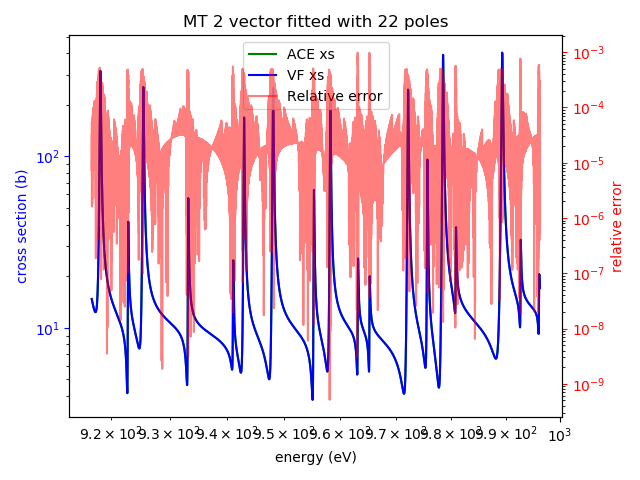 MT 2 vector fitted with 22 poles
ACE xs
VF xs
Relative error
cross section (b)
10²
10¹
10⁻³
10⁻⁴
10⁻⁵
10⁻⁶
10⁻⁷
10⁻⁸
10⁻⁹
relative error
9.2 × 10² 9.3 × 10² 9.4 × 10² 9.5 × 10² 9.6 × 10² 9.7 × 10² 9.8 × 10² 9.9 × 10² 10³
energy (eV)